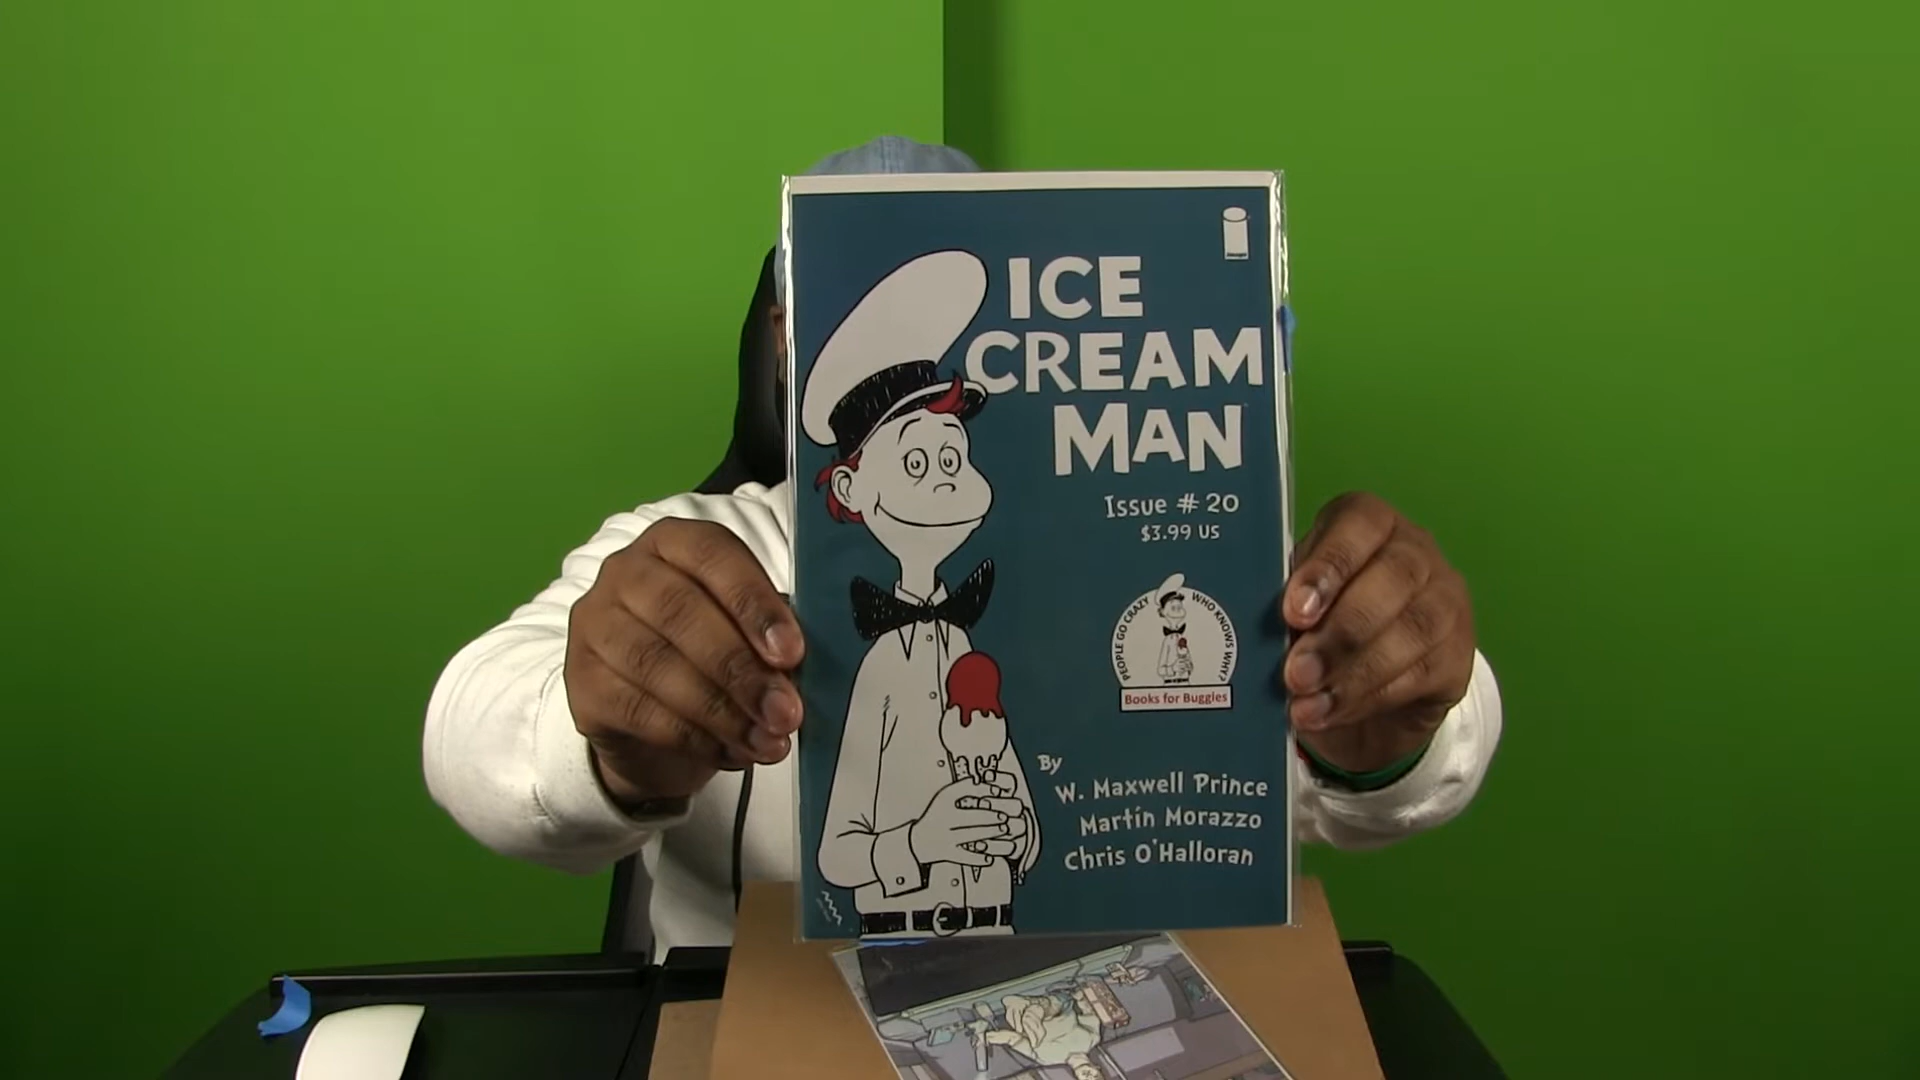 ICE
CREAM
MAN
Issue # 20
$3.99 US
PEOPLE GO CRAZY WHO KNOWS WHY?
Books for Buggies
By
W. Maxwell Prince
Martín Morazzo
Chris O'Halloran